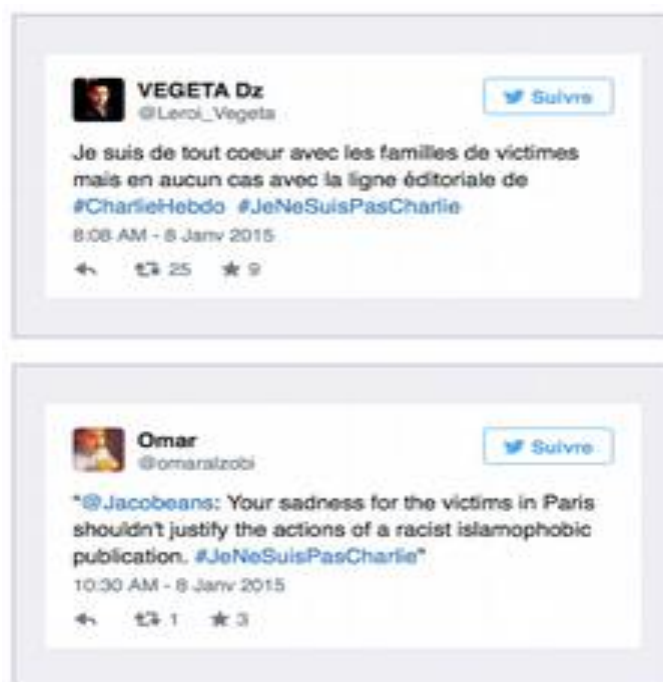 VEGETA Dz
Suivre
@Leroi_Vegeta
Je suis de tout coeur avec les familles de victimes
mais en aucun cas avec la ligne éditoriale de
#CharlieHebdo #JeNeSuisPasCharlie
8:08 AM - 8 Janv 2015
25 9
Omar
Suivre
@omaralzobi
"@Jacobeans: Your sadness for the victims in Paris
shouldn't justify the actions of a racist islamophobic
publication. #JeNeSuisPasCharlie"
10:30 AM - 8 Janv 2015
1 3